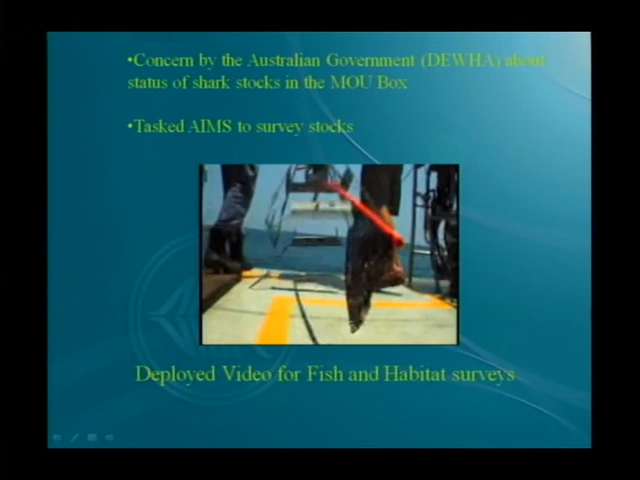 •Concern by the Australian Government (DEWHA) about
status of shark stocks in the MOU Box
•Tasked AIMS to survey stocks
Deployed Video for Fish and Habitat surveys